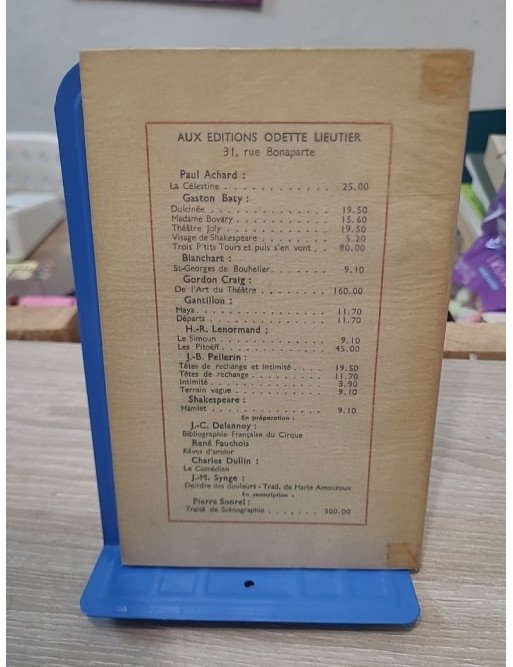 AUX EDITIONS ODETTE LIEUTIER
31, rue Bonaparte
Paul Achard :
La Célestine . . . . . . . . . . . . 25.00
Gaston Baty :
Dulcinée . . . . . . . . . . . . 19.50
Madame Bovary . . . . . . . . . . 15.60
Théâtre Joly . . . . . . . . . . . 19.50
Visage de Shakespeare . . . . . . . 5.20
Trois P'tits Tours et puis s'en vont . . 80.00
Blanchart :
St-Georges de Bouhelier . . . . . . . 9.10
Gordon Craig :
De l'Art du Théâtre . . . . . . . . 160.00
Gantillon :
Maya . . . . . . . . . . . . . 11.70
Départs . . . . . . . . . . . . 11.70
H.-R. Lenormand :
Le Simoun . . . . . . . . . . . 9.10
Les Pitoëff . . . . . . . . . . . 45.00
J.-B. Pellerin :
Têtes de rechange et Intimité . . . . 19.50
Têtes de rechange . . . . . . . . 11.70
Intimité . . . . . . . . . . . . 3.90
Terrain vague . . . . . . . . . . 9.10
Shakespeare :
Hamlet . . . . . . . . . . . . 9.10
En préparation :
J.-C. Delannoy :
Bibliographie Française du Cirque
René Fauchois
Rêves d'amour
Charles Dullin :
Le Comédien
J.-M. Synge :
Deirdre des douleurs - Trad. de Marie Amouroux
En souscription :
Pierre Sonrel :
Traité de Scénographie . . . . . . . 300.00